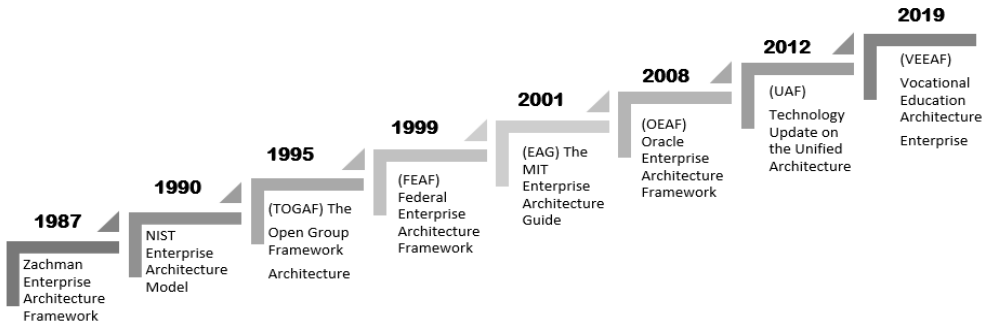 1987
Zachman
Enterprise
Architecture
Framework
1990
NIST
Enterprise
Architecture
Model
1995
(TOGAF) The
Open Group
Framework
Architecture
1999
(FEAF)
Federal
Enterprise
Architecture
Framework
2001
(EAG) The
MIT
Enterprise
Architecture
Guide
2008
(OEAF)
Oracle
Enterprise
Architecture
Framework
2012
(UAF)
Technology
Update on
the Unified
Architecture
2019
(VEEAF)
Vocational
Education
Architecture
Enterprise